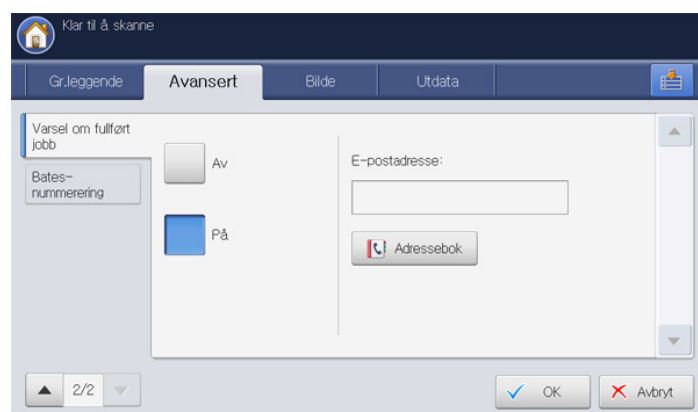 Klar til å skanne
Gr.leggende
Avansert
Bilde
Utdata
Varsel om fullført
jobb
Bates-
nummerering
Av
På
E-postadresse:
Adressebok
2/2
OK
Avbryt